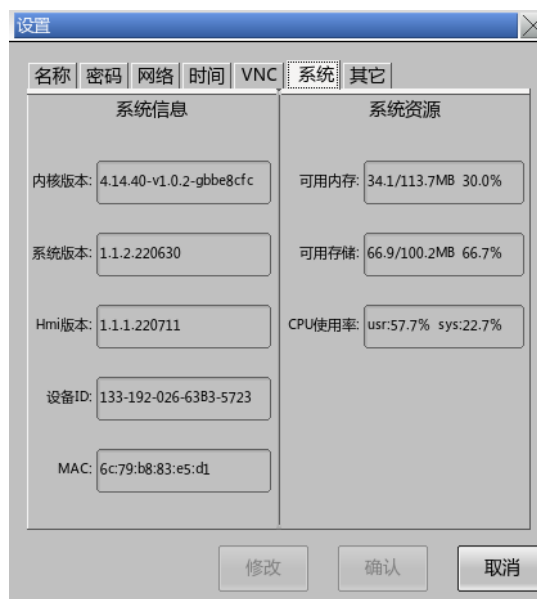 设置
名称 密码 网络 时间 VNC 系统 其它
系统信息
内核版本: 4.14.40-v1.0.2-gbbe8cfc
系统版本: 1.1.2.220630
Hmi版本: 1.1.1.220711
设备ID: 133-192-026-63B3-5723
MAC: 6c:79:b8:83:e5:d1
系统资源
可用内存: 34.1/113.7MB 30.0%
可用存储: 66.9/100.2MB 66.7%
CPU使用率: usr:57.7% sys:22.7%
修改 确认 取消